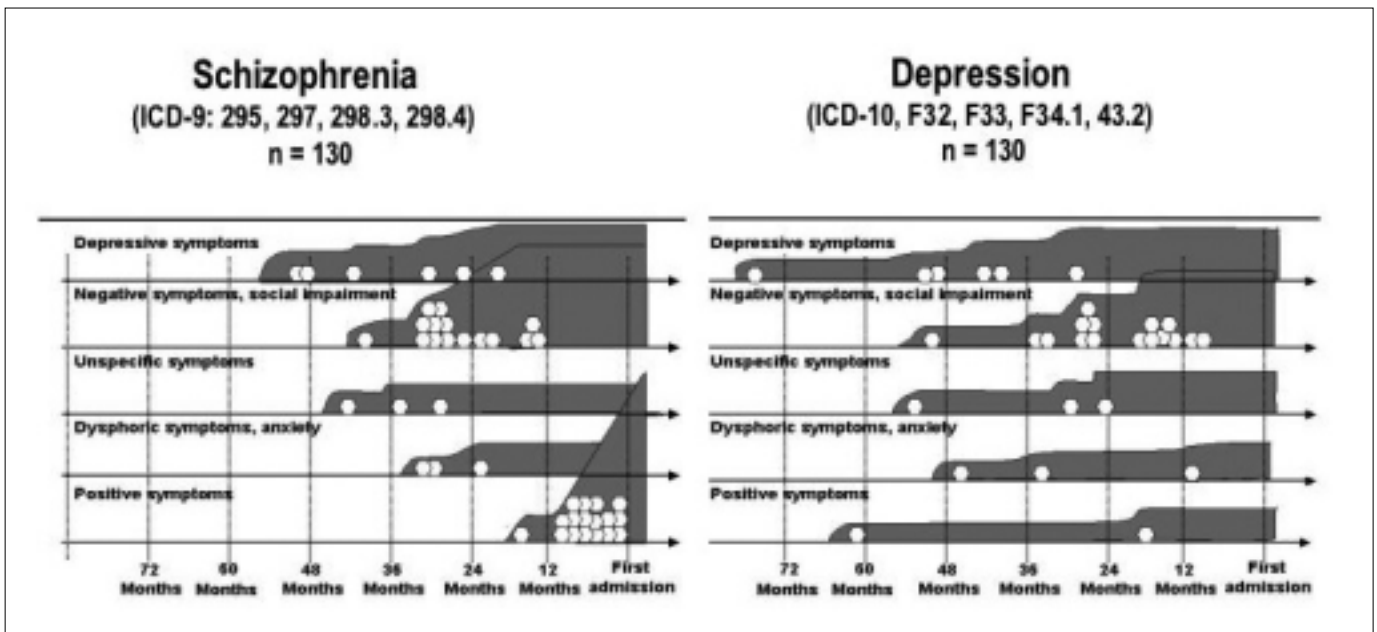 Schizophrenia
(ICD-9: 295, 297, 298.3, 298.4)
n = 130
Depressive symptoms
Negative symptoms, social impairment
Unspecific symptoms
Dysphoric symptoms, anxiety
Positive symptoms
72 60 48 36 24 12 First
Months Months Months Months Months Months admission
Depression
(ICD-10, F32, F33, F34.1, 43.2)
n = 130
Depressive symptoms
Negative symptoms, social impairment
Unspecific symptoms
Dysphoric symptoms, anxiety
Positive symptoms
72 60 48 36 24 12 First
Months Months Months Months Months Months admission